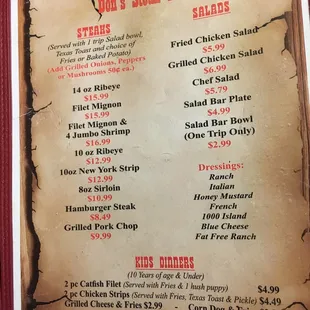 Don's Steak
STEAKS
(Served with 1 trip Salad bowl,
Texas Toast and choice of
Fries or Baked Potato)
(Add Grilled Onions, Peppers
or Mushrooms 50¢ ea.)
14 oz Ribeye
$15.99
Filet Mignon
$15.99
Filet Mignon &
4 Jumbo Shrimp
$16.99
10 oz Ribeye
$12.99
10oz New York Strip
$12.99
8oz Sirloin
$10.99
Hamburger Steak
$8.49
Grilled Pork Chop
$9.99
SALADS
Fried Chicken Salad
$5.99
Grilled Chicken Salad
$6.99
Chef Salad
$5.79
Salad Bar Plate
$4.99
Salad Bar Bowl
(One Trip Only)
$2.99
Dressings:
Ranch
Italian
Honey Mustard
French
1000 Island
Blue Cheese
Fat Free Ranch
KIDS DINNERS
(10 Years of age & Under)
2 pc Catfish Filet (Served with Fries & 1 hush puppy) $4.99
2 pc Chicken Strips (Served with Fries, Texas Toast & Pickle) $4.49
Grilled Cheese & Fries $2.99 - Corn Dog &